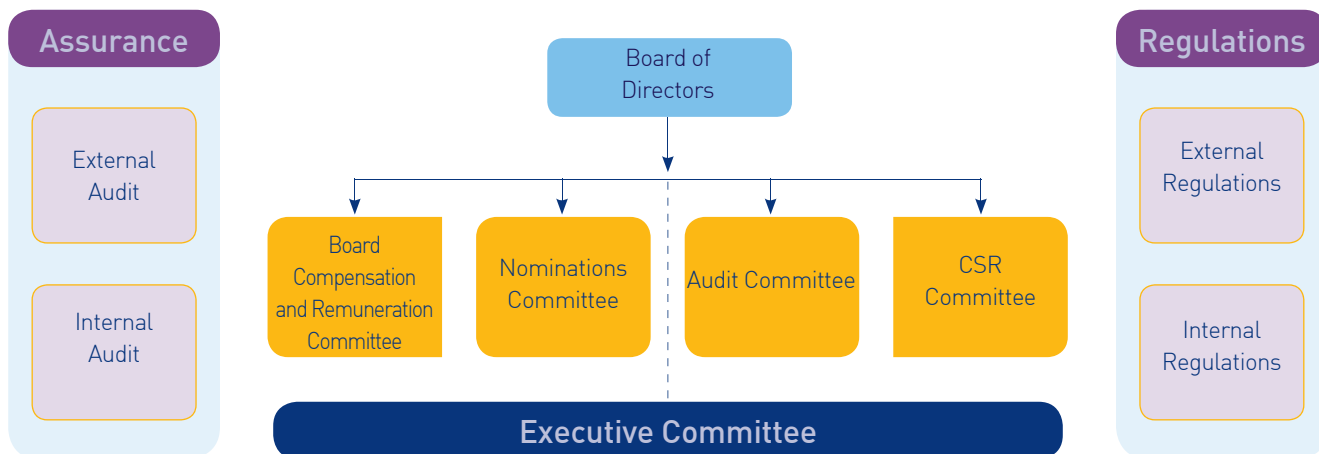 Assurance
External
Audit
Internal
Audit
Board of
Directors
Board
Compensation
and Remuneration
Committee
Nominations
Committee
Audit Committee
CSR
Committee
Executive Committee
Regulations
External
Regulations
Internal
Regulations